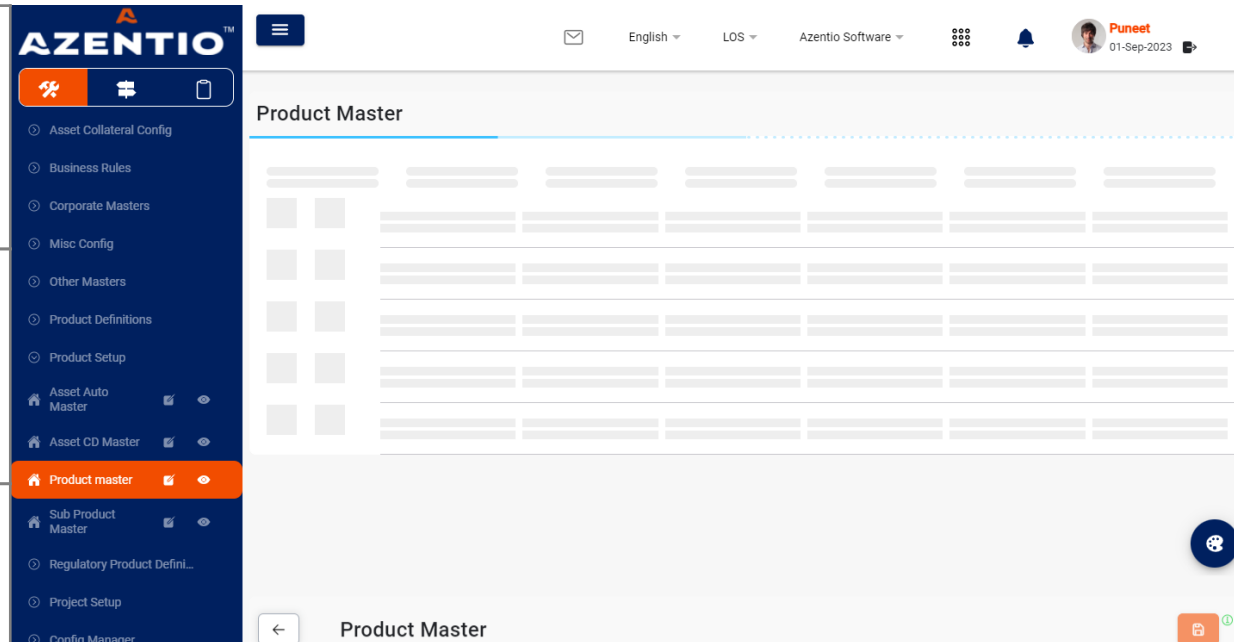 AZENTIO™
English
LOS
Azentio Software
Puneet
01-Sep-2023
Asset Collateral Config
Business Rules
Corporate Masters
Misc Config
Other Masters
Product Definitions
Product Setup
Asset Auto
Master
Asset CD Master
Product master
Sub Product
Master
Regulatory Product Defini...
Project Setup
Config Manager
Product Master
Product Master